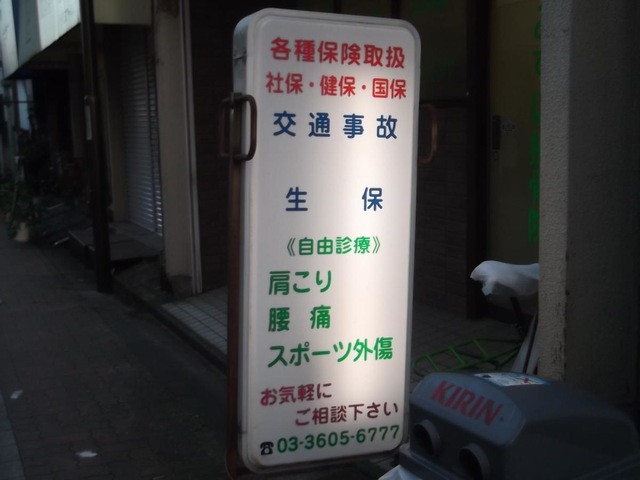 各種保険取扱
社保・健保・国保
交通事故
生保
《自由診療》
肩こり
腰痛
スポーツ外傷
お気軽に
ご相談下さい
☎03-3605-6777
KIRIN